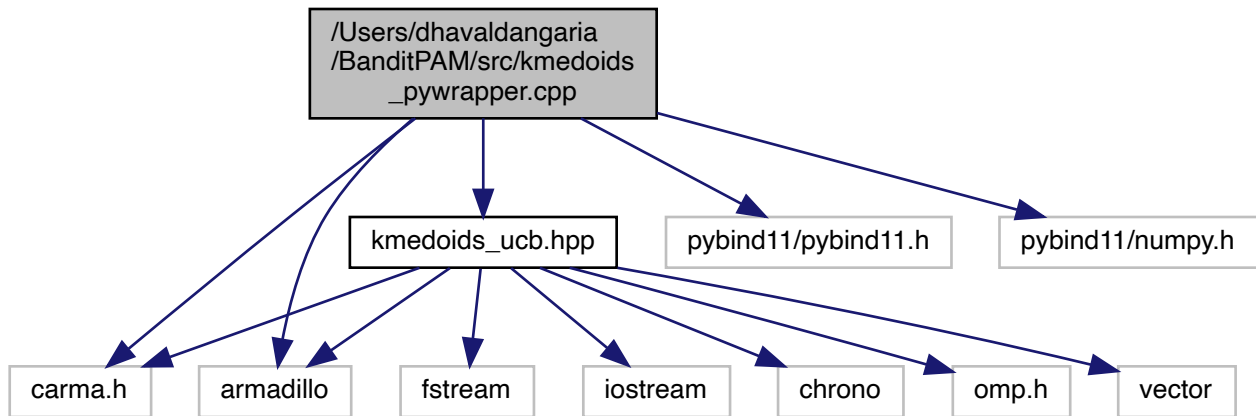 /Users/dhavaldangaria
/BanditPAM/src/kmedoids
_pywrapper.cpp
kmedoids_ucb.hpp
pybind11/pybind11.h
pybind11/numpy.h
carma.h
armadillo
fstream
iostream
chrono
omp.h
vector